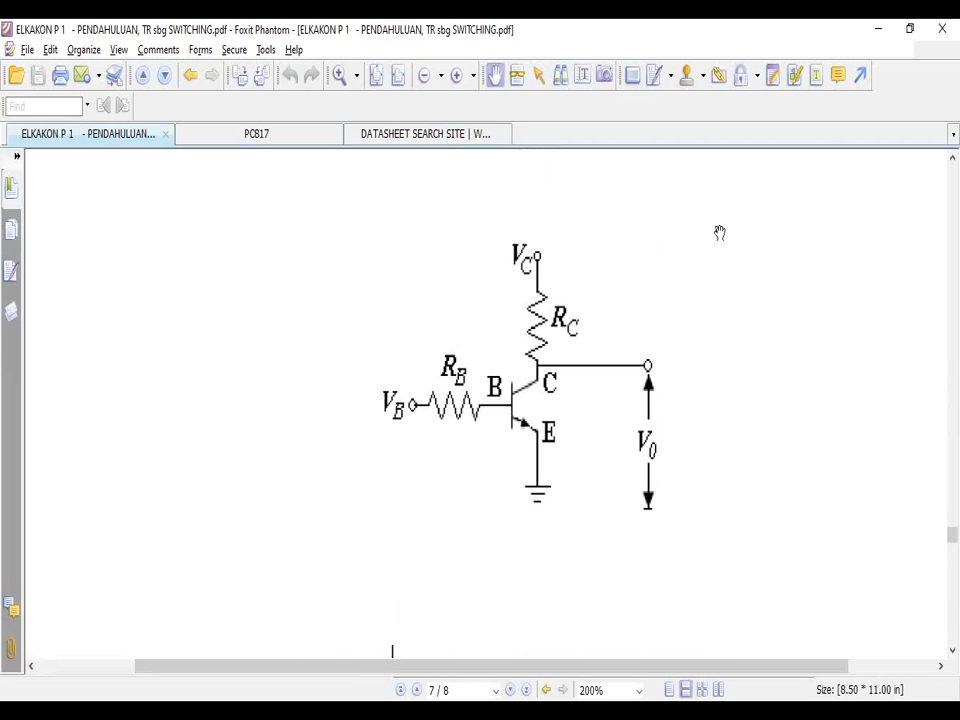 ELKAKON P 1 - PENDAHULUAN, TR sbg SWITCHING.pdf - Foxit Phantom - [ELKAKON P 1 - PENDAHULUAN, TR sbg SWITCHING.pdf]
File Edit Organize View Comments Forms Secure Tools Help
Find
ELKAKON P 1 - PENDAHULUAN... PC817 DATASHEET SEARCH SITE | W...
VC
RC
RB
B
C
VB
E
V0
7 / 8 200% Size: [8.50 * 11.00 in]